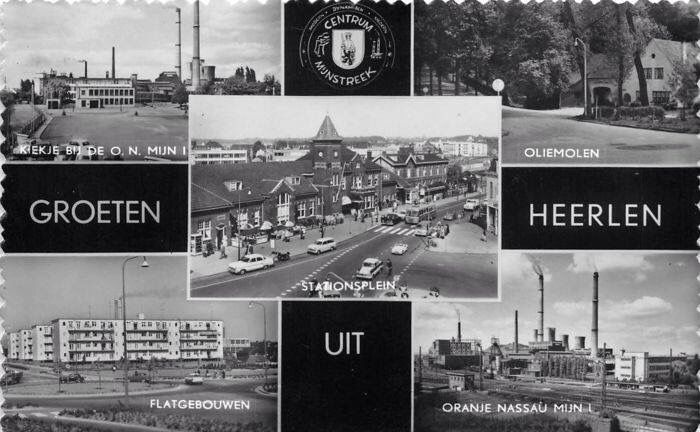 CENTRUM
MIJNSTREEK
KIEKJE BIJ DE O. N. MIJN I
OLIEMOLEN
GROETEN
HEERLEN
STATIONSPLEIN
UIT
FLATGEBOUWEN
ORANJE NASSAU MIJN I.